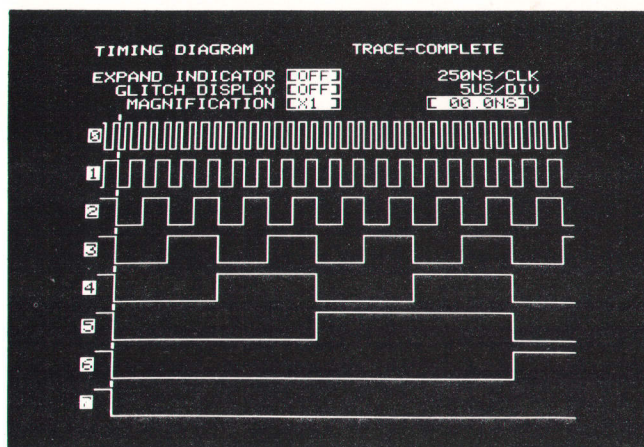 TIMING DIAGRAM TRACE-COMPLETE
EXPAND INDICATOR [OFF] 250NS/CLK
GLITCH DISPLAY [OFF] 5US/DIV
MAGNIFICATION [X1] [ 00.0NS]
0
1
2
3
4
5
6
7